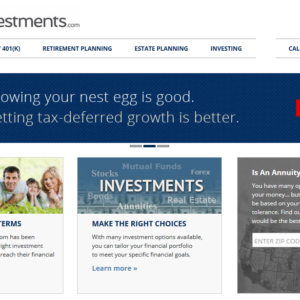 estments.com
401(K) RETIREMENT PLANNING ESTATE PLANNING INVESTING CAL
owing your nest egg is good.
etting tax-deferred growth is better.
Mutual Funds
Stocks Forex
Bonds
INVESTMENTS
Annuities Real Estate
TERMS
om has been
right investment
reach their financial
MAKE THE RIGHT CHOICES
With many investment options available,
you can tailor your financial portfolio
to meet your specific financial goals.
Learn more »
Is An Annuity
You have many op
your money... but
be based on your
tolerance. Find ou
would be the best
ENTER ZIP CODE